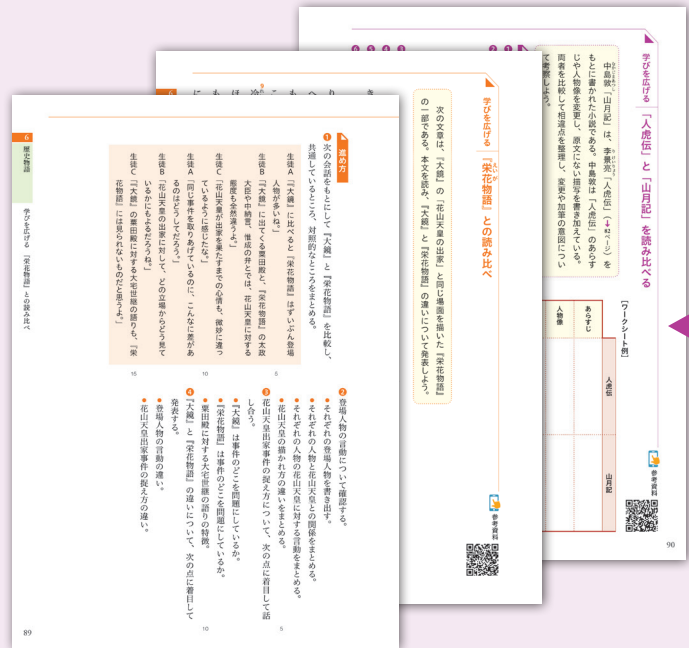 学びを広げる 「人虎伝」と「山月記」を読み比べる
中島敦「山月記」は、李景亮「人虎伝」(→82ページ)を
もとに書かれた小説である。中島敦は「人虎伝」のあらす
じや人物像を変更し、原文にない描写を書き加えている。
両者を比較して相違点を整理し、変更や加筆の意図につい
て考察しよう。
1
2
3
4
5
6
[ワークシート例]
人虎伝
山月記
あらすじ
人物像
参考資料
90
学びを広げる 『栄花物語』との読み比べ
えいが
次の文章は、『大鏡』の「花山天皇の出家」と同じ場面を描いた『栄花物語』
の一部である。本文を読み、『大鏡』と『栄花物語』の違いについて発表しよう。
参考資料
進め方
❶次の会話をもとにして『大鏡』と『栄花物語』を比較し、
共通しているところ、対照的なところをまとめる。
生徒A「『大鏡』に比べると『栄花物語』はずいぶん登場
人物が多いね。」
生徒B「『大鏡』に出てくる粟田殿と、『栄花物語』の太政
大臣や中納言、惟成の弁とでは、花山天皇に対する
態度も全然違うよ。」
生徒C「花山天皇が出家を果たすまでの心情も、微妙に違っ
ているように感じたな。」
生徒A「同じ事件を取りあげているのに、こんなに差があ
るのはどうしてだろう。」
生徒B「花山天皇の出家に対して、どの立場からどう見て
いるかにもよるだろうね。」
生徒C「『大鏡』の粟田殿に対する大宅世継の語りも、『栄
花物語』には見られないものだと思うよ。」
5
10
15
❷登場人物の言動について確認する。
●それぞれの登場人物を書き出す。
●それぞれの人物と花山天皇との関係をまとめる。
●それぞれの人物の花山天皇に対する言動をまとめる。
●花山天皇の描かれ方の違いをまとめる。
❸花山天皇出家事件の捉え方について、次の点に着目して話
し合う。
●『大鏡』は事件のどこを問題にしているか。
●『栄花物語』は事件のどこを問題にしているか。
●粟田殿に対する大宅世継の語りの特徴。
❹『大鏡』と『栄花物語』の違いについて、次の点に着目して
発表する。
●登場人物の言動の違い。
●花山天皇出家事件の捉え方の違い。
5
10
6 歴史物語
学びを広げる 『栄花物語』との読み比べ
89